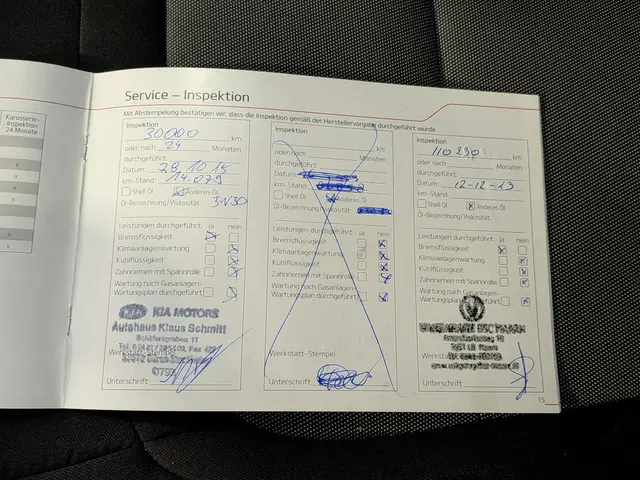 Karosserie-
Inspektion
24 Monate
x
x
x
x
x
x
Service – Inspektion
Mit Abstempelung bestätigen wir, dass die Inspektion gemäß der Herstellervorgabe durchgeführt wurde
Inspektion
30000 km
oder nach 24 Monaten
durchgeführt:
Datum: 28.10.15
km-Stand: 14.079
Shell Öl x Anderes Öl
Öl-Bezeichnung/Viskosität: 5W30
Leistungen durchgeführt: ja nein
Bremsflüssigkeit x
Klimaanlagenwartung x
Kühlflüssigkeit x
Zahnriemen mit Spannrolle x
Wartung nach Gasanlagen-
Wartungsplan durchgeführt x
KIA MOTORS
Autohaus Klaus Schmitt
Schäfersgraben 11
Werkstatt-Stempel
Unterschrift
Inspektion
km
oder nach Monaten
durchgeführt:
Datum:
km-Stand:
Shell Öl x Anderes Öl
Öl-Bezeichnung/Viskosität:
Leistungen durchgeführt: ja nein
Bremsflüssigkeit x
Klimaanlagenwartung x
Kühlflüssigkeit x
Zahnriemen mit Spannrolle x
Wartung nach Gasanlagen-
Wartungsplan durchgeführt x
Werkstatt-Stempel
Unterschrift
Inspektion
110230 km
oder nach Monaten
durchgeführt:
Datum: 12-12-23
km-Stand:
Shell Öl x Anderes Öl
Öl-Bezeichnung/Viskosität:
Leistungen durchgeführt: ja nein
Bremsflüssigkeit x
Klimaanlagenwartung x
Kühlflüssigkeit x
Zahnriemen mit Spannrolle x
Wartung nach Gasanlagen-
Wartungsplan durchgeführt x
Unterschrift
15